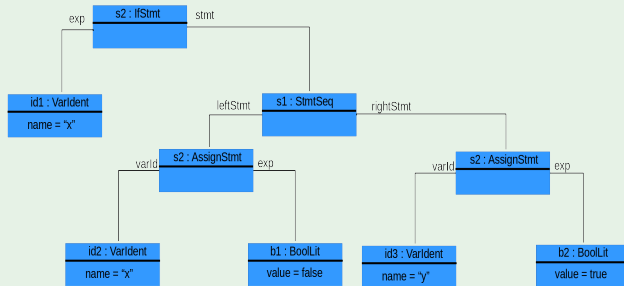 s2 : IfStmt
exp
stmt
id1 : VarIdent
name = “x”
s1 : StmtSeq
leftStmt
rightStmt
s2 : AssignStmt
varId
exp
s2 : AssignStmt
varId
exp
id2 : VarIdent
name = “x”
b1 : BoolLit
value = false
id3 : VarIdent
name = “y”
b2 : BoolLit
value = true